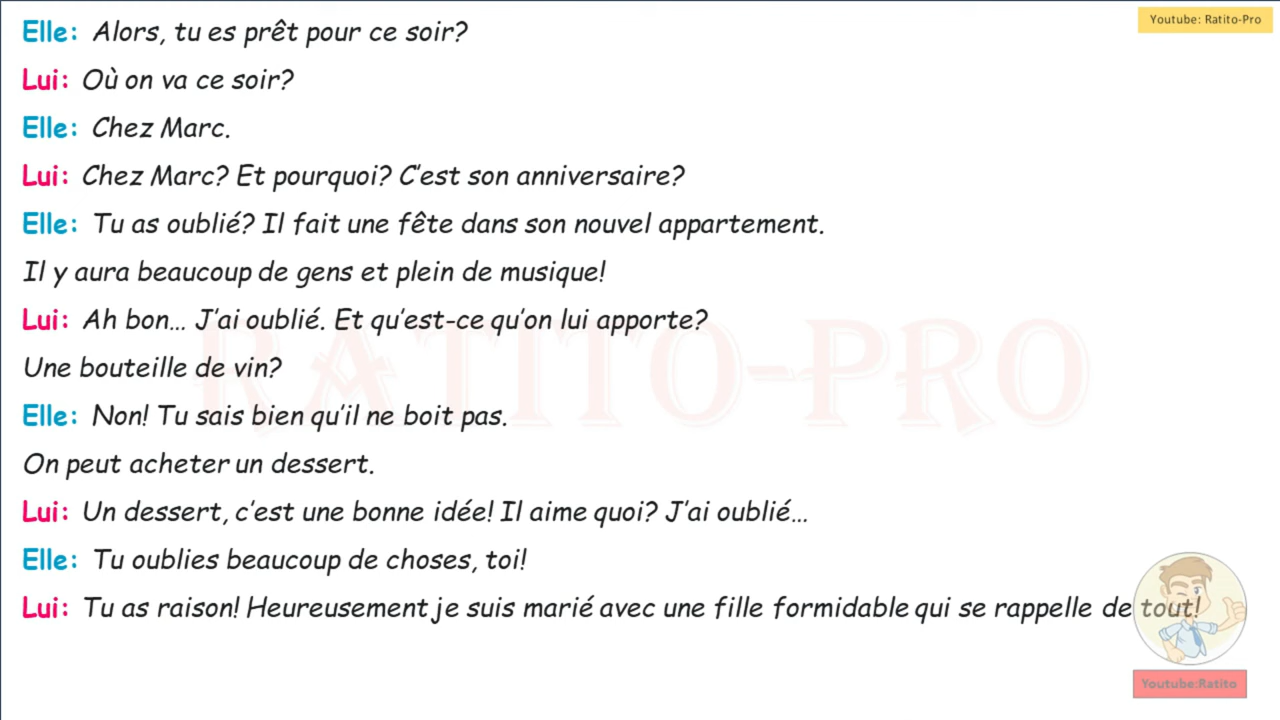 Youtube: Ratito-Pro
Elle: Alors, tu es prêt pour ce soir?
Lui: Où on va ce soir?
Elle: Chez Marc.
Lui: Chez Marc? Et pourquoi? C'est son anniversaire?
Elle: Tu as oublié? Il fait une fête dans son nouvel appartement.
Il y aura beaucoup de gens et plein de musique!
Lui: Ah bon... J'ai oublié. Et qu'est-ce qu'on lui apporte?
Une bouteille de vin?
Elle: Non! Tu sais bien qu'il ne boit pas.
On peut acheter un dessert.
Lui: Un dessert, c'est une bonne idée! Il aime quoi? J'ai oublié...
Elle: Tu oublies beaucoup de choses, toi!
Lui: Tu as raison! Heureusement je suis marié avec une fille formidable qui se rappelle de tout!
RATITO-PRO
Youtube:Ratito